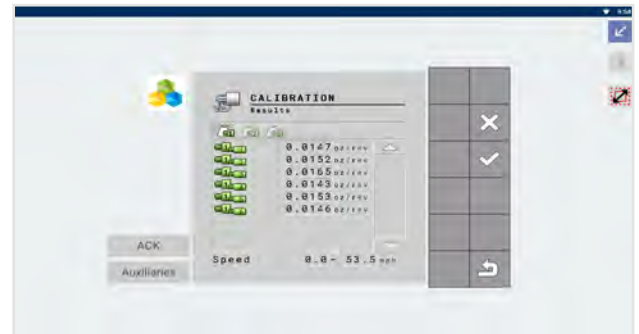 CALIBRATION
Results
0.0147 oz/rev
0.0152 oz/rev
0.0165 oz/rev
0.0143 oz/rev
0.0153 oz/rev
0.0146 oz/rev
Speed 0.0- 53.5 mph
ACK
Auxiliaries